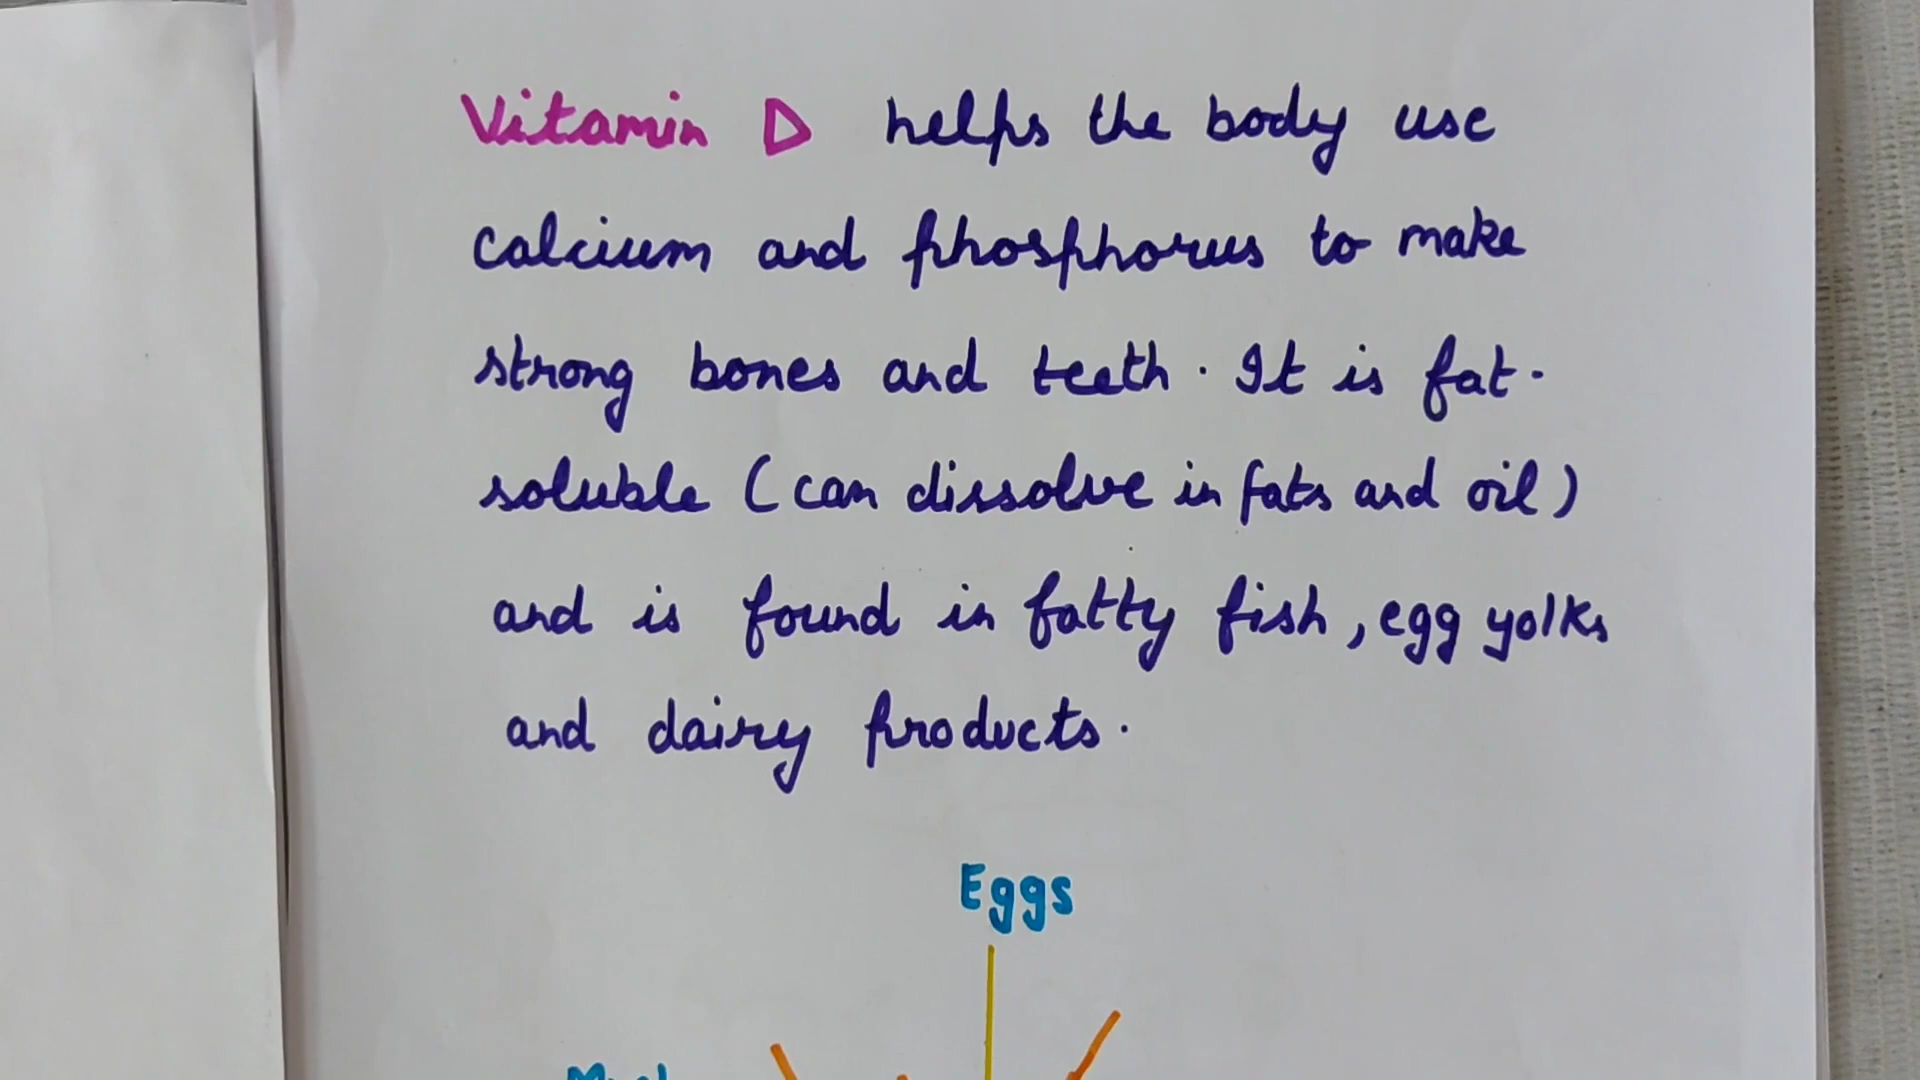 Vitamin D helps the body use
calcium and phosphorus to make
strong bones and teeth. It is fat-
soluble (can dissolve in fats and oil)
and is found in fatty fish, egg yolks
and dairy products.
Eggs